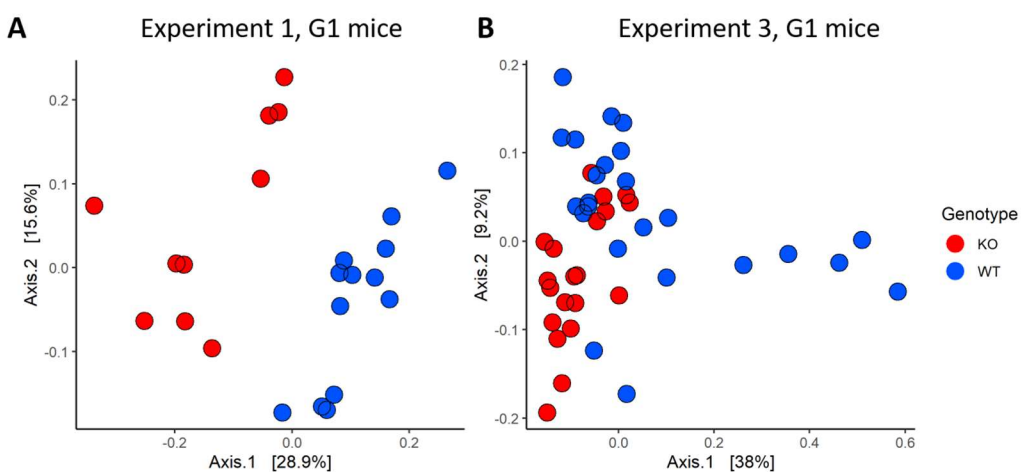 A
Experiment 1, G1 mice
0.2
0.1
0.0
-0.1
Axis.2 [15.6%]
-0.2
0.0
0.2
Axis.1 [28.9%]
B
Experiment 3, G1 mice
0.2
0.1
0.0
-0.1
-0.2
Axis.2 [9.2%]
0.0
0.2
0.4
0.6
Axis.1 [38%]
Genotype
KO
WT